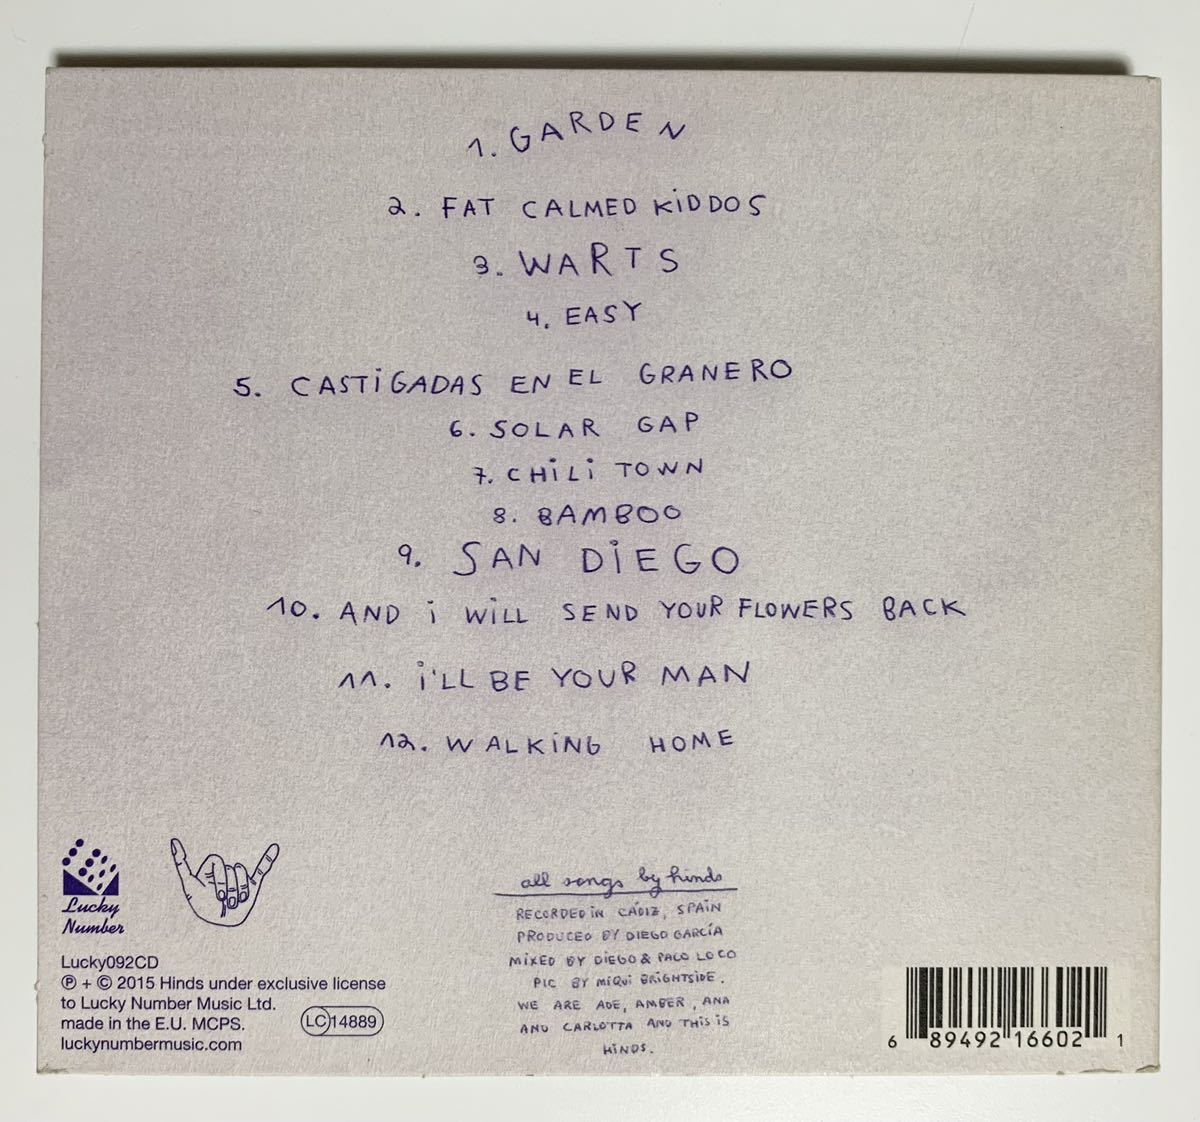 1. GARDEN
2. FAT CALMED KiDDOS
3. WARTS
4. EASY
5. CASTiGADAS EN EL GRANERO
6. SOLAR GAP
7. CHiLi TOWN
8. BAMBOO
9. SAN DiEGO
10. AND i WiLL SEND YOUR FLOWERS BACK
11. i'LL BE YOUR MAN
12. WALKiNG HOME
Lucky
Number
Lucky092CD
℗ + © 2015 Hinds under exclusive license
to Lucky Number Music Ltd.
made in the E.U. MCPS.
luckynumbermusic.com
LC 14889
all songs by hinds
RECORDED iN CÁDIZ, SPAIN
PRODUCED BY DIEGO GARCÍA
MIXED BY DIEGO & PACO LOCO
PIC BY MIQUI BRIGHTSIDE.
WE ARE ADE, AMBER, ANA
AND CARLOTTA AND THIS IS
HINDS.
6 89492 16602 1